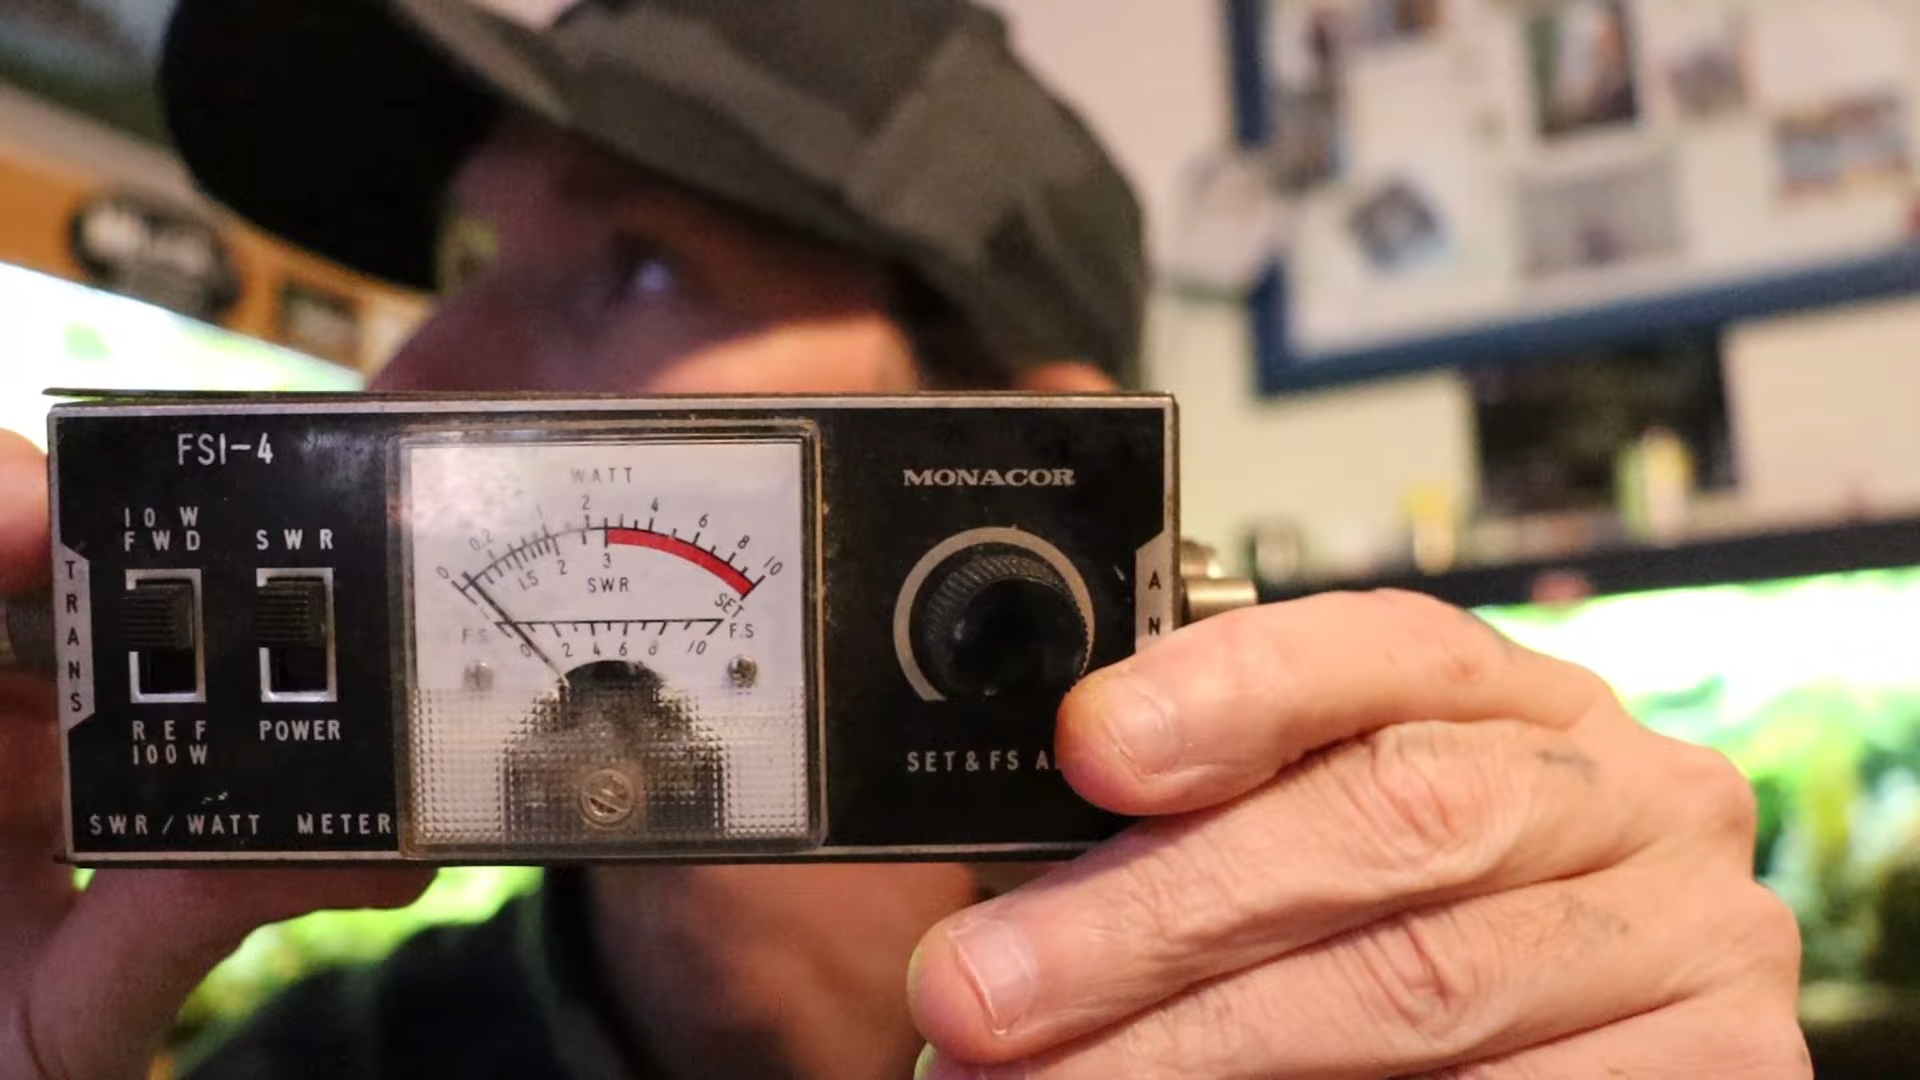 FSI-4
10 W
FWD
SWR
REF
100 W
POWER
TRANS
SWR / WATT METER
WATT
0 0.2 1 2 4 6 8 10
1.5 2 3
SWR
SET
F.S F.S
0 2 4 6 8 10
MONACOR
SET & FS A
AN